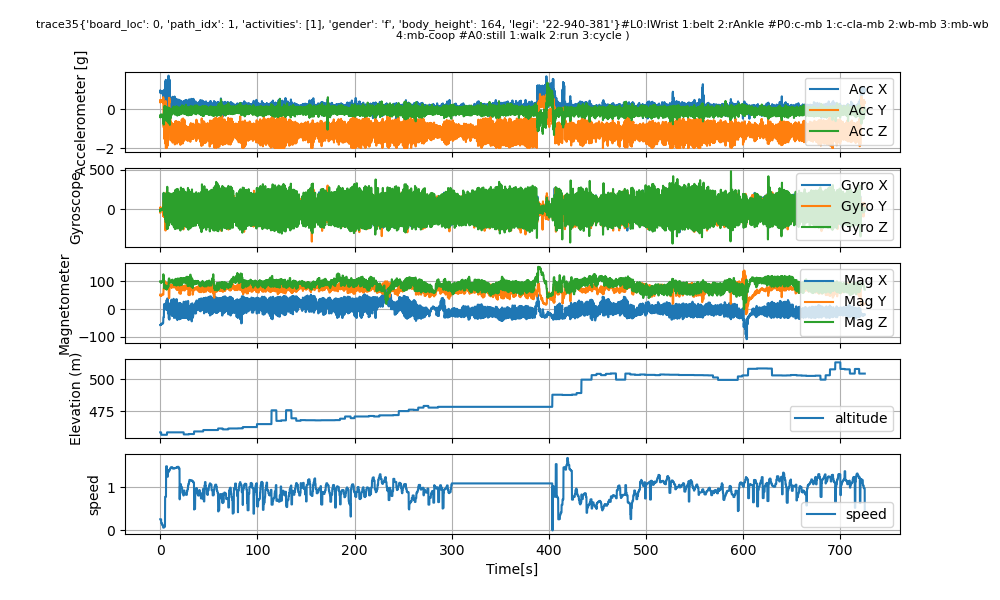 trace35{'board_loc': 0, 'path_idx': 1, 'activities': [1], 'gender': 'f', 'body_height': 164, 'legi': '22-940-381'}#L0:lWrist 1:belt 2:rAnkle #P0:c-mb 1:c-cla-mb 2:wb-mb 3:mb-wb
4:mb-coop #A0:still 1:walk 2:run 3:cycle )
Accelerometer [g]
0
−2
Acc X
Acc Y
Acc Z
Gyroscope
500
0
Gyro X
Gyro Y
Gyro Z
Magnetometer
100
0
−100
Mag X
Mag Y
Mag Z
Elevation (m)
500
475
altitude
speed
1
0
speed
0 100 200 300 400 500 600 700
Time[s]